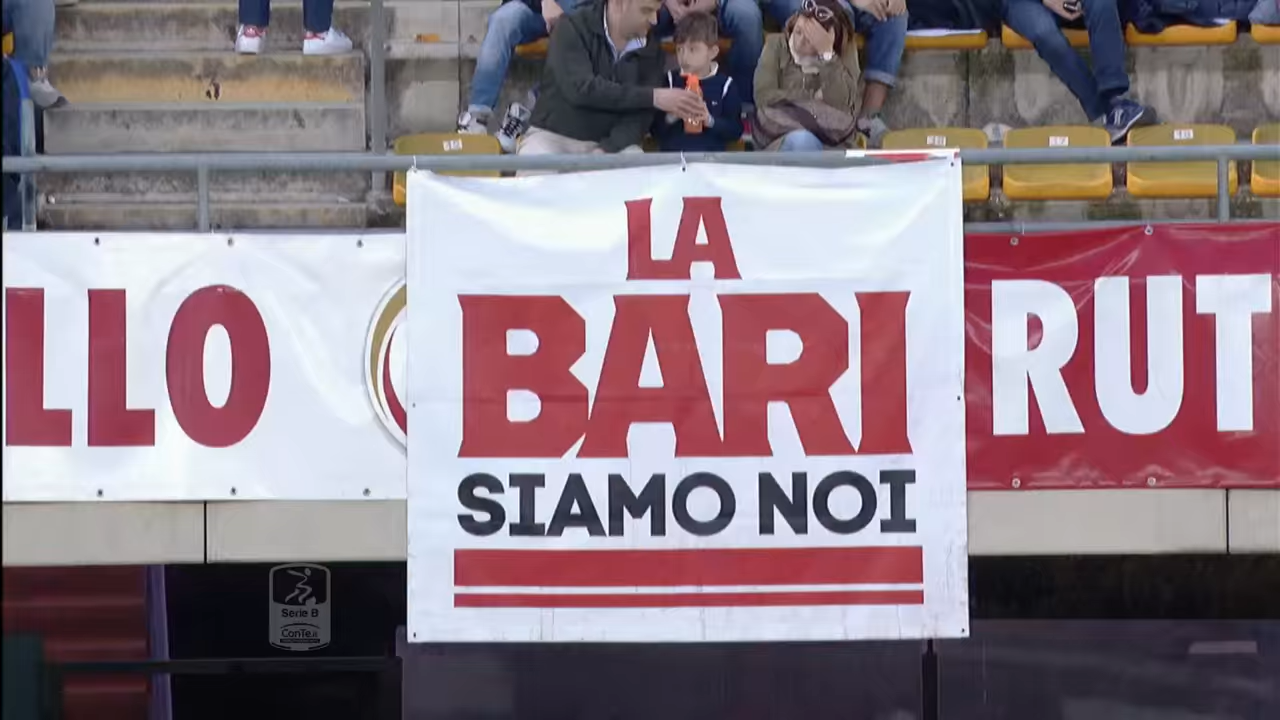 LA
BARI
SIAMO NOI
LLO
RUT
Serie B
ConTe.it